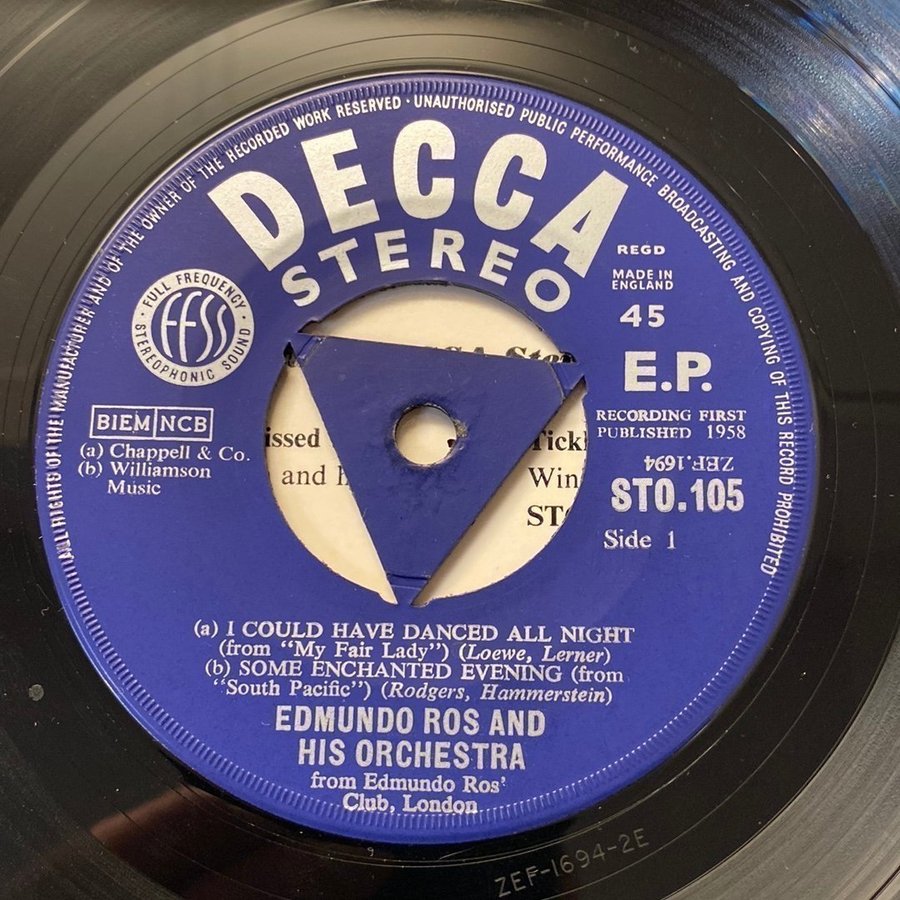 ALL RIGHTS OF THE MANUFACTURER AND OF THE OWNER OF THE RECORDED WORK RESERVED · UNAUTHORISED PUBLIC PERFORMANCE BROADCASTING AND COPYING OF THIS RECORD PROHIBITED
DECCA
STEREO
REGD
MADE IN
ENGLAND
45
E.P.
RECORDING FIRST
PUBLISHED 1958
ZEF.1694
STO.105
Side 1
· FULL FREQUENCY ·
STEREOPHONIC SOUND
FFSS
BIEM NCB
(a) Chappell & Co.
(b) Williamson
Music
issed
and
Win
(a) I COULD HAVE DANCED ALL NIGHT
(from "My Fair Lady") (Loewe, Lerner)
(b) SOME ENCHANTED EVENING (from
"South Pacific") (Rodgers, Hammerstein)
EDMUNDO ROS AND
HIS ORCHESTRA
from Edmundo Ros'
Club, London
ZEF-1694-2E